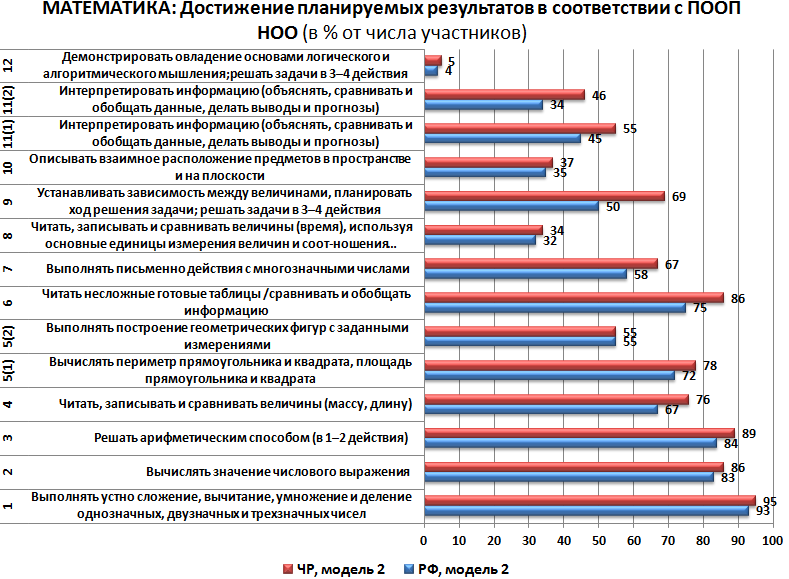 МАТЕМАТИКА: Достижение планируемых результатов в соответствии с ПООП
НОО (в % от числа участников)
12
Демонстрировать овладение основами логического и
алгоритмического мышления;решать задачи в 3–4 действия
5
4
11(2)
Интерпретировать информацию (объяснять, сравнивать и
обобщать данные, делать выводы и прогнозы)
46
34
11(1)
Интерпретировать информацию (объяснять, сравнивать и
обобщать данные, делать выводы и прогнозы)
55
45
10
Описывать взаимное расположение предметов в пространстве
и на плоскости
37
35
9
Устанавливать зависимость между величинами, планировать
ход решения задачи; решать задачи в 3–4 действия
69
50
8
Читать, записывать и сравнивать величины (время), используя
основные единицы измерения величин и соот-ношения…
34
32
7
Выполнять письменно действия с многозначными числами
67
58
6
Читать несложные готовые таблицы /сравнивать и обобщать
информацию
86
75
5(2)
Выполнять построение геометрических фигур с заданными
измерениями
55
55
5(1)
Вычислять периметр прямоугольника и квадрата, площадь
прямоугольника и квадрата
78
72
4
Читать, записывать и сравнивать величины (массу, длину)
76
67
3
Решать арифметическим способом (в 1–2 действия)
89
84
2
Вычислять значение числового выражения
86
83
1
Выполнять устно сложение, вычитание, умножение и деление
однозначных, двузначных и трехзначных чисел
95
93
0 10 20 30 40 50 60 70 80 90 100
ЧР, модель 2 РФ, модель 2